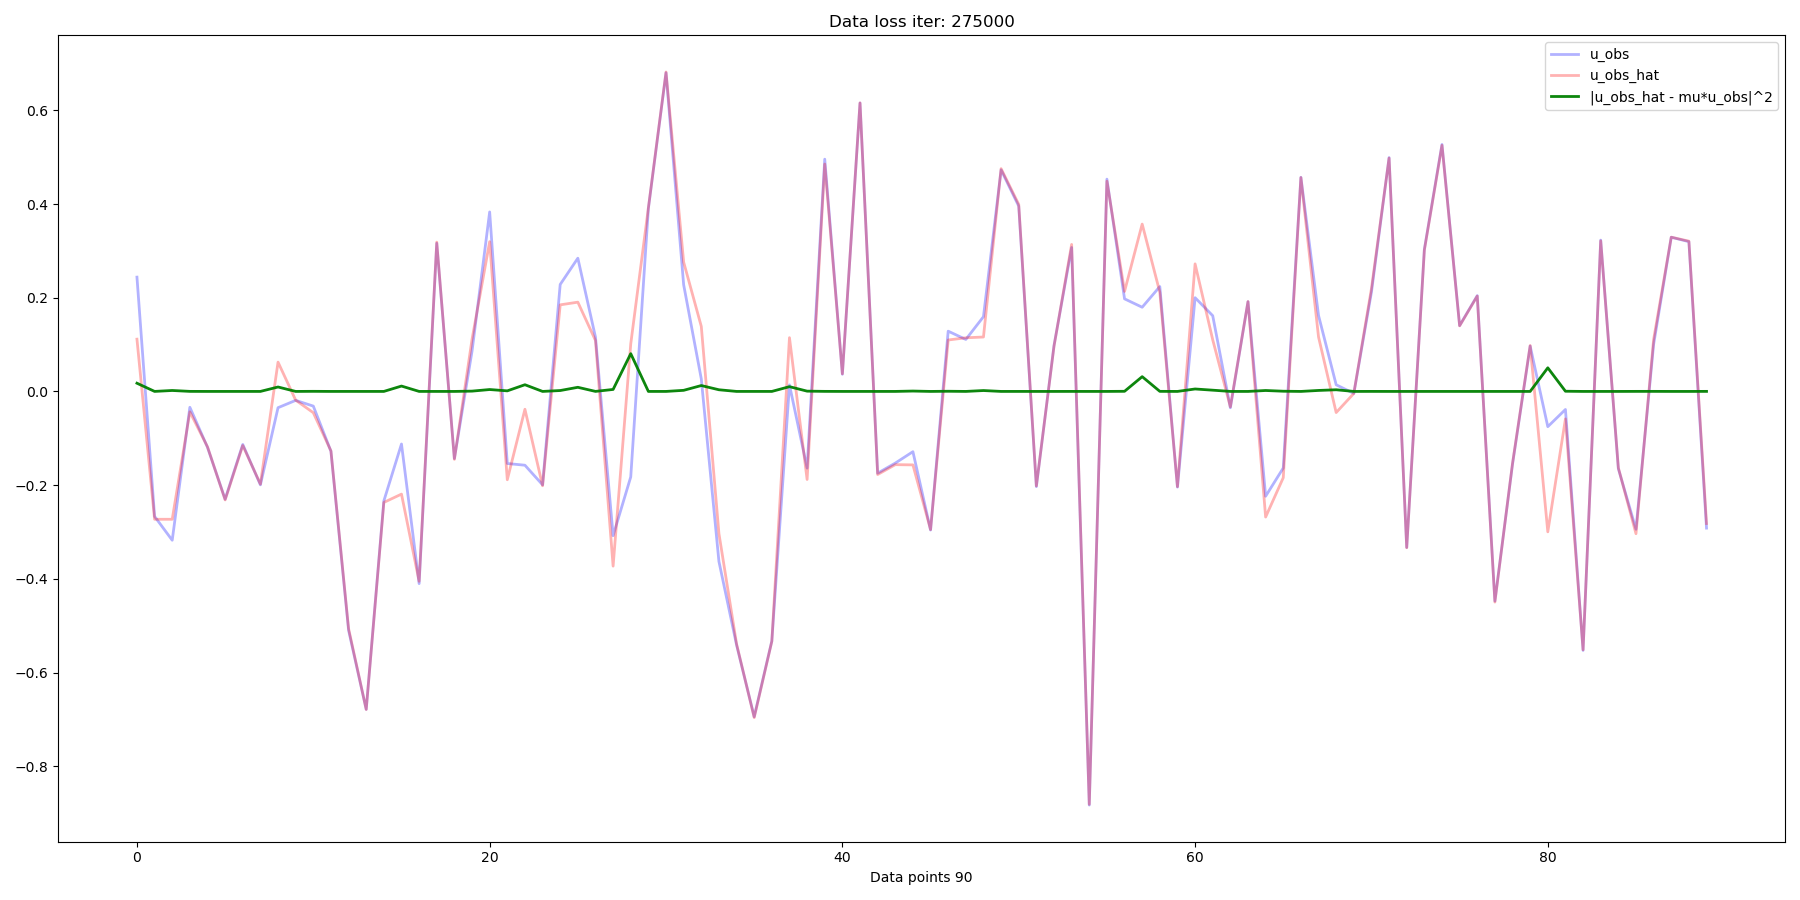 Data loss iter: 275000
u_obs
u_obs_hat
|u_obs_hat - mu*u_obs|^2
0.6
0.4
0.2
0.0
−0.2
−0.4
−0.6
−0.8
0 20 40 60 80
Data points 90